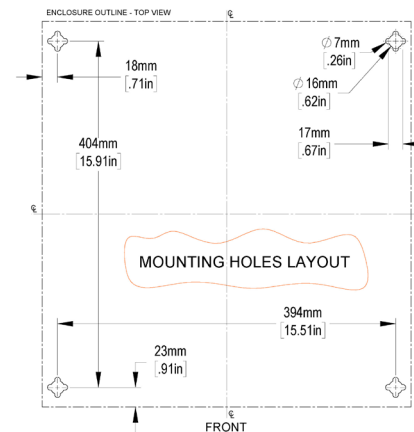 ENCLOSURE OUTLINE - TOP VIEW
℄
∅ 7mm
[.26in]
18mm
[.71in]
∅ 16mm
[.62in]
17mm
[.67in]
404mm
[15.91in]
℄
MOUNTING HOLES LAYOUT
394mm
[15.51in]
23mm
[.91in]
℄
FRONT